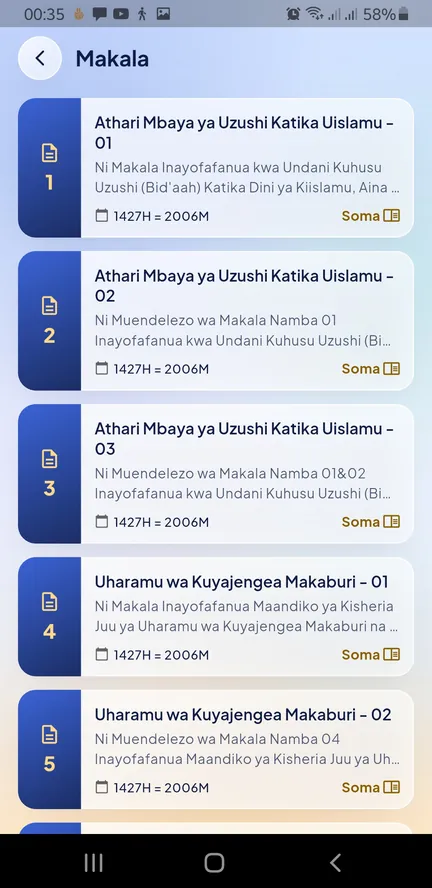 00:35
58%
Makala
Athari Mbaya ya Uzushi Katika Uislamu –
01
Ni Makala Inayofafanua kwa Undani Kuhusu
Uzushi (Bid'aah) Katika Dini ya Kiislamu, Aina ...
1
1427H = 2006M
Soma
Athari Mbaya ya Uzushi Katika Uislamu –
02
Ni Muendelezo wa Makala Namba 01
Inayofafanua kwa Undani Kuhusu Uzushi (Bi...
2
1427H = 2006M
Soma
Athari Mbaya ya Uzushi Katika Uislamu –
03
Ni Muendelezo wa Makala Namba 01&02
Inayofafanua kwa Undani Kuhusu Uzushi (Bi...
3
1427H = 2006M
Soma
Uharamu wa Kuyajengea Makaburi – 01
Ni Makala Inayofafanua Maandiko ya Kisheria
Juu ya Uharamu wa Kuyajengea Makaburi na ...
4
1427H = 2006M
Soma
Uharamu wa Kuyajengea Makaburi – 02
Ni Muendelezo wa Makala Namba 04
Inayofafanua Maandiko ya Kisheria Juu ya Uh...
5
1427H = 2006M
Soma